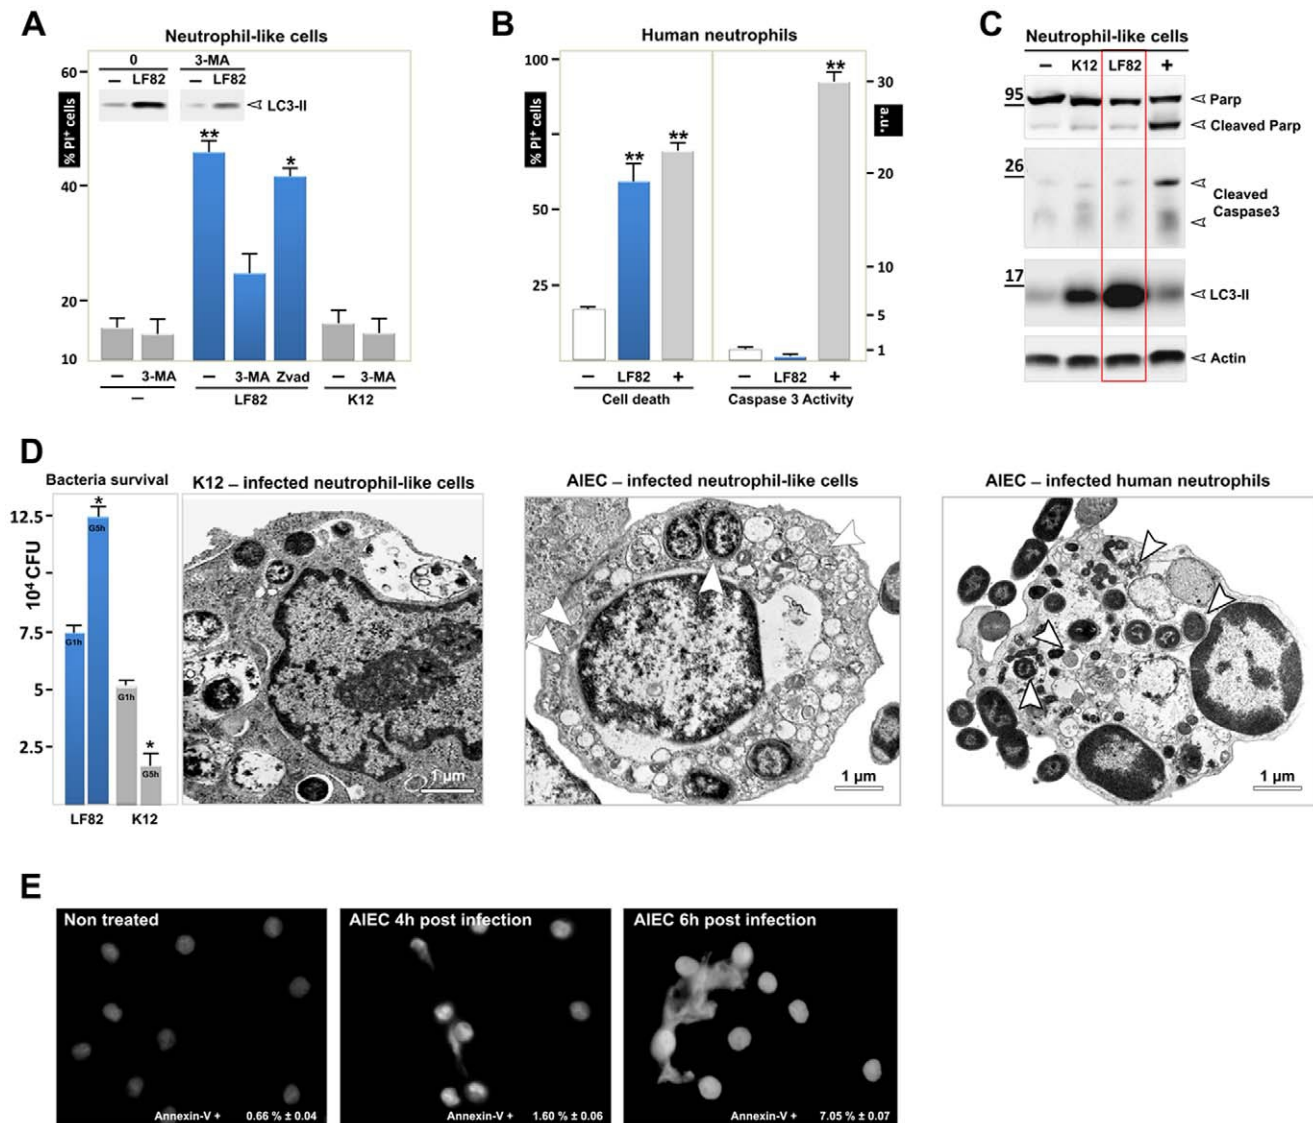 A
Neutrophil-like cells
0 3-MA
– LF82 – LF82
LC3-II
60
40
20
10
% PI+ cells
** *
– 3-MA – 3-MA Zvad – 3-MA
– LF82 K12
B
Human neutrophils
100
50
25
% PI+ cells
** ** **
30
20
10
5
1
a.u.
– LF82 + – LF82 +
Cell death Caspase 3 Activity
C
Neutrophil-like cells
– K12 LF82 +
95
Parp
Cleaved Parp
26
Cleaved
Caspase3
17
LC3-II
Actin
D
Bacteria survival
12.5
7.5
5
2.5
10⁴ CFU
* *
G1h G5h G1h G5h
LF82 K12
K12 – infected neutrophil-like cells
1 µm
AIEC – infected neutrophil-like cells
1 µm
AIEC – infected human neutrophils
1 µm
E
Non treated
Annexin-V + 0.66 % ± 0.04
AIEC 4h post infection
Annexin-V + 1.60 % ± 0.06
AIEC 6h post infection
Annexin-V + 7.05 % ± 0.07